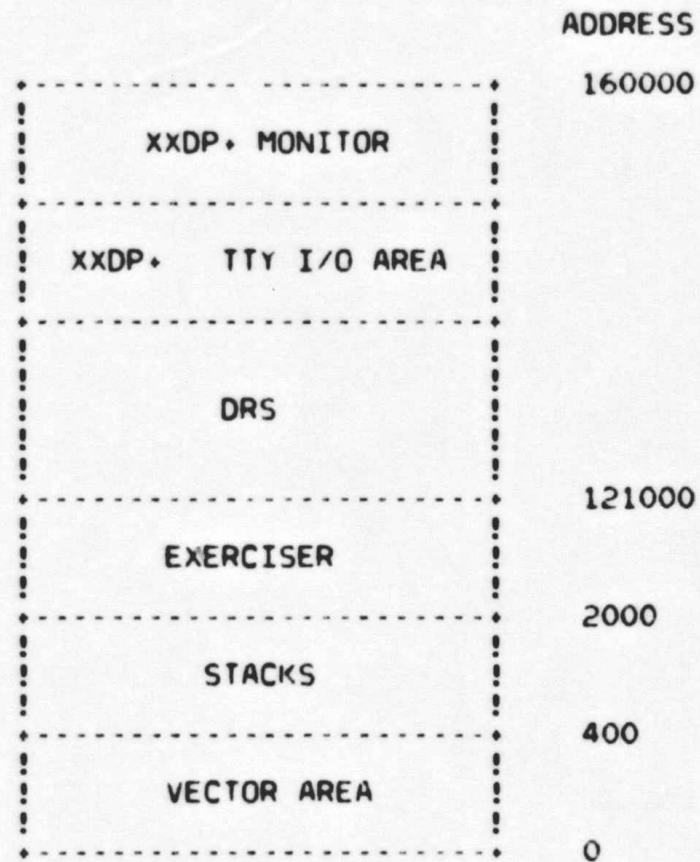 ADDRESS
160000
XXDP+ MONITOR
XXDP+ TTY I/O AREA
DRS
121000
EXERCISER
2000
STACKS
400
VECTOR AREA
0